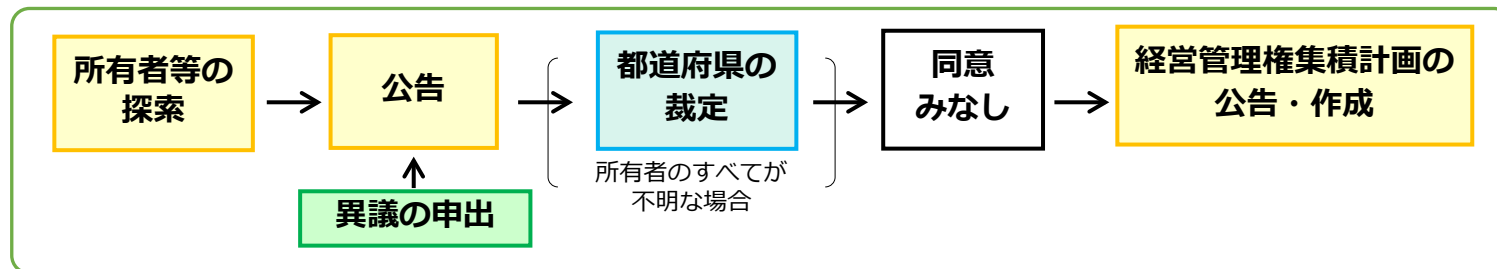 所有者等の
探索
公告
異議の申出
都道府県の
裁定
所有者のすべてが
不明な場合
同意
みなし
経営管理権集積計画の
公告・作成